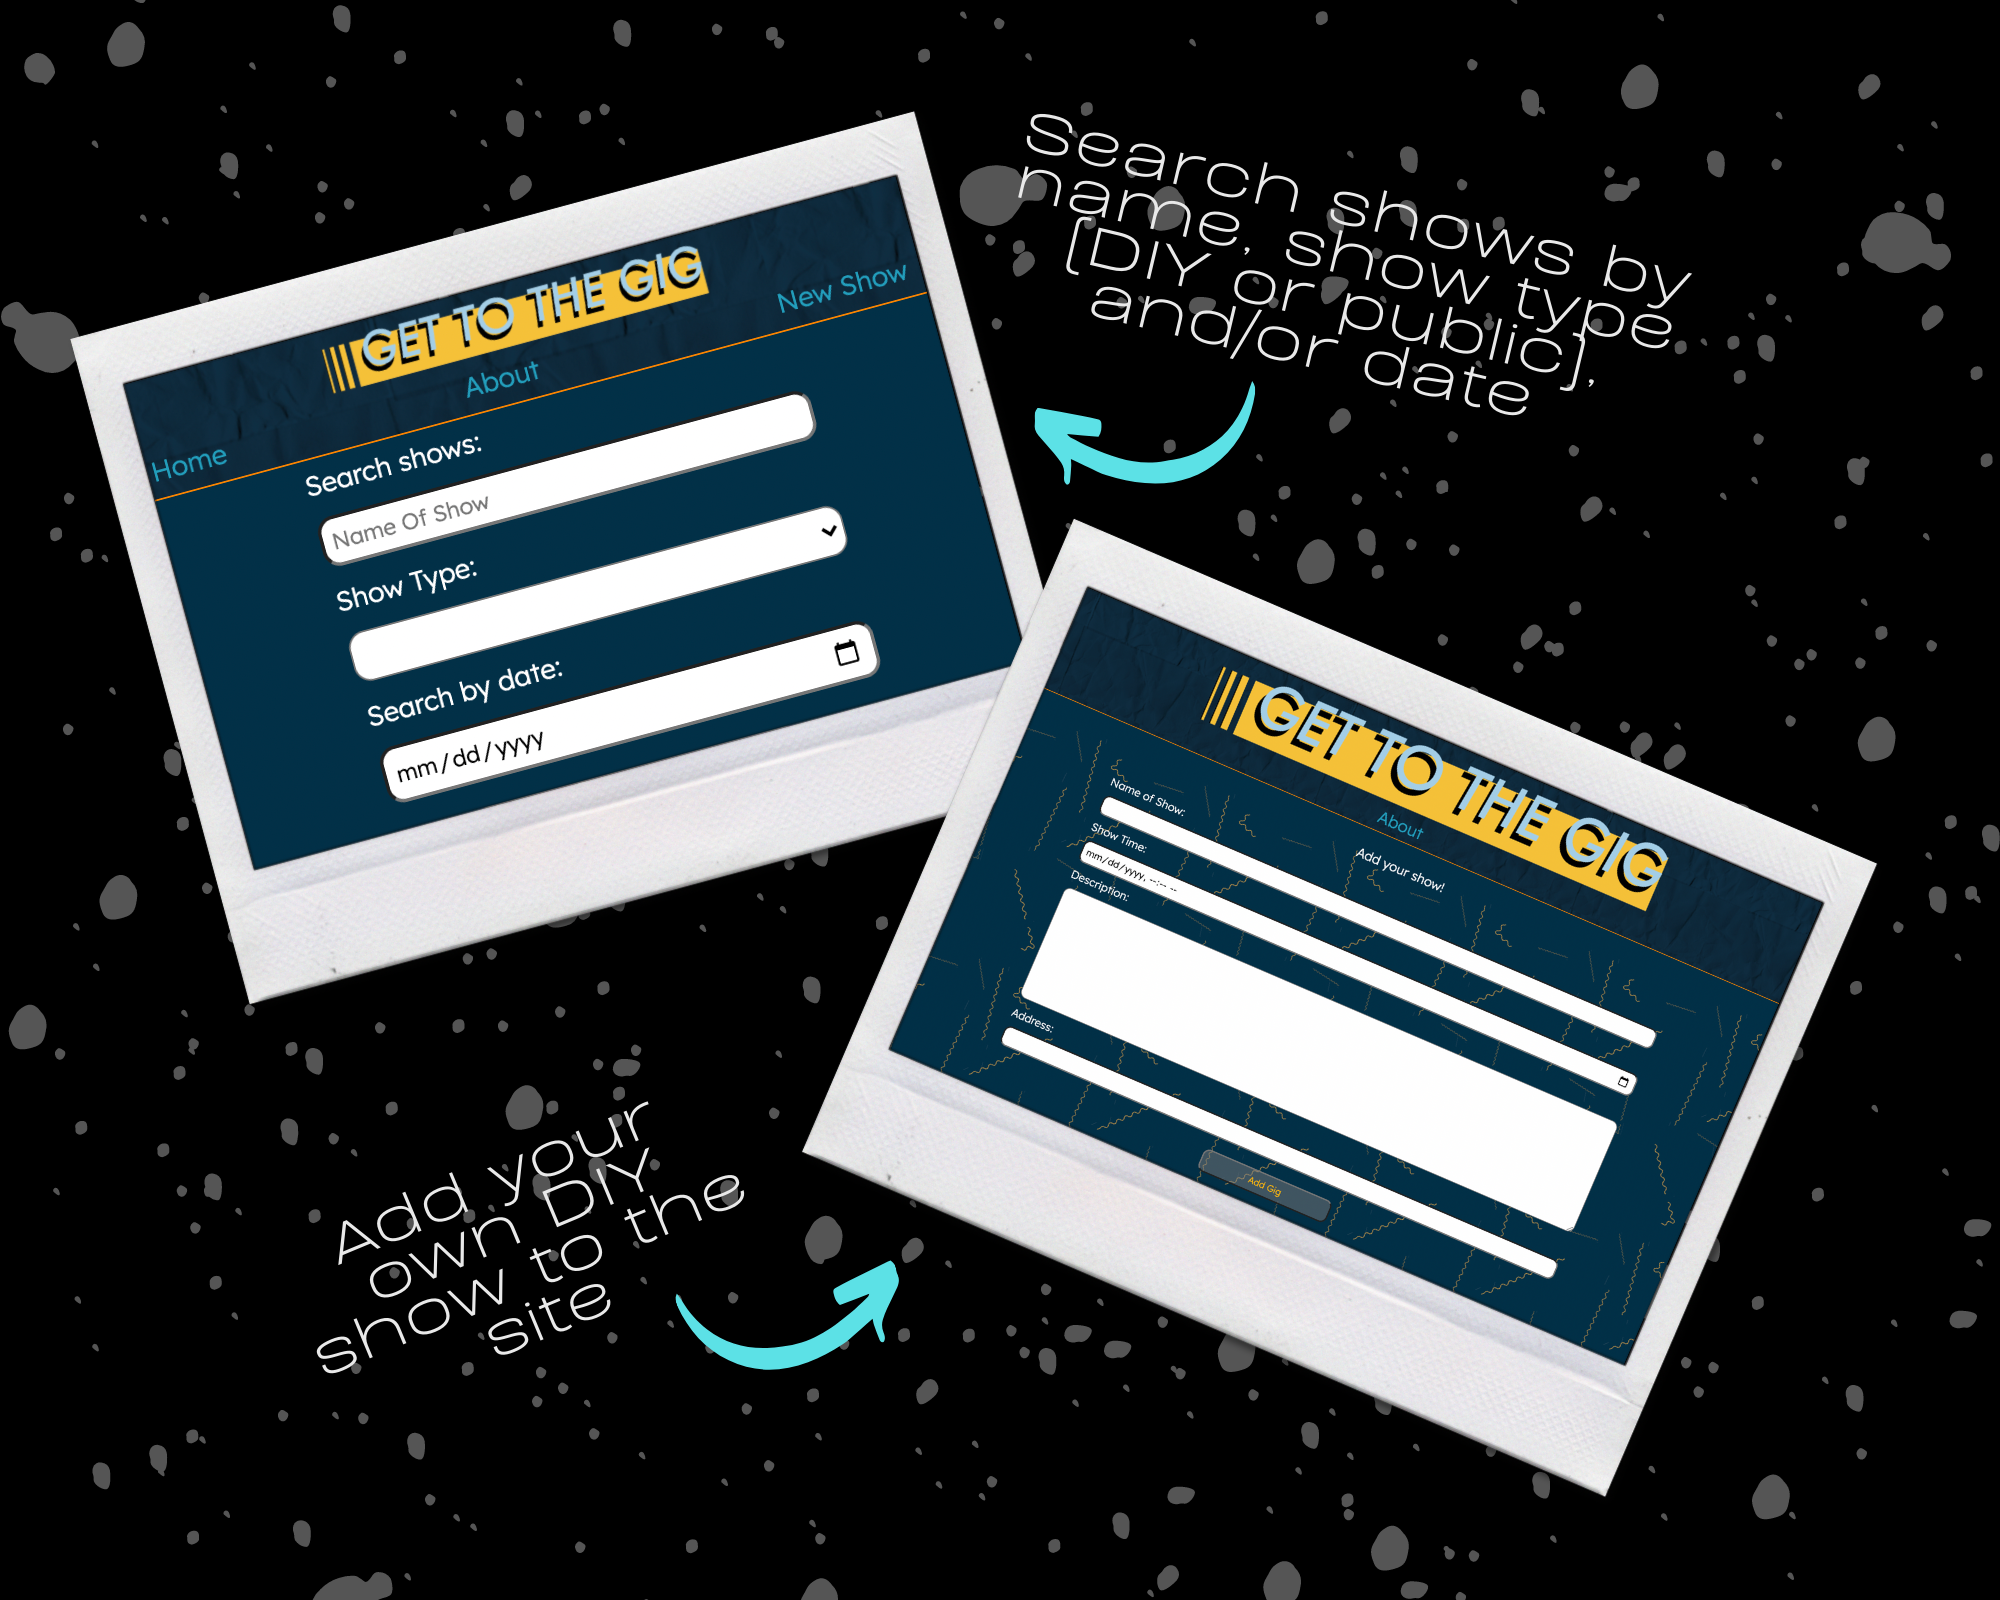 Search shows by
name, show type
(DIY or public),
and/or date
GET TO THE GIG
Home
About
New Show
Search shows:
Name Of Show
Show Type:
Search by date:
mm/dd/yyyy
GET TO THE GIG
About
Add your show!
Name of Show:
Show Time:
mm/dd/yyyy, --:-- --
Description:
Address:
Add Gig
Add your
own DIY
show to the
site